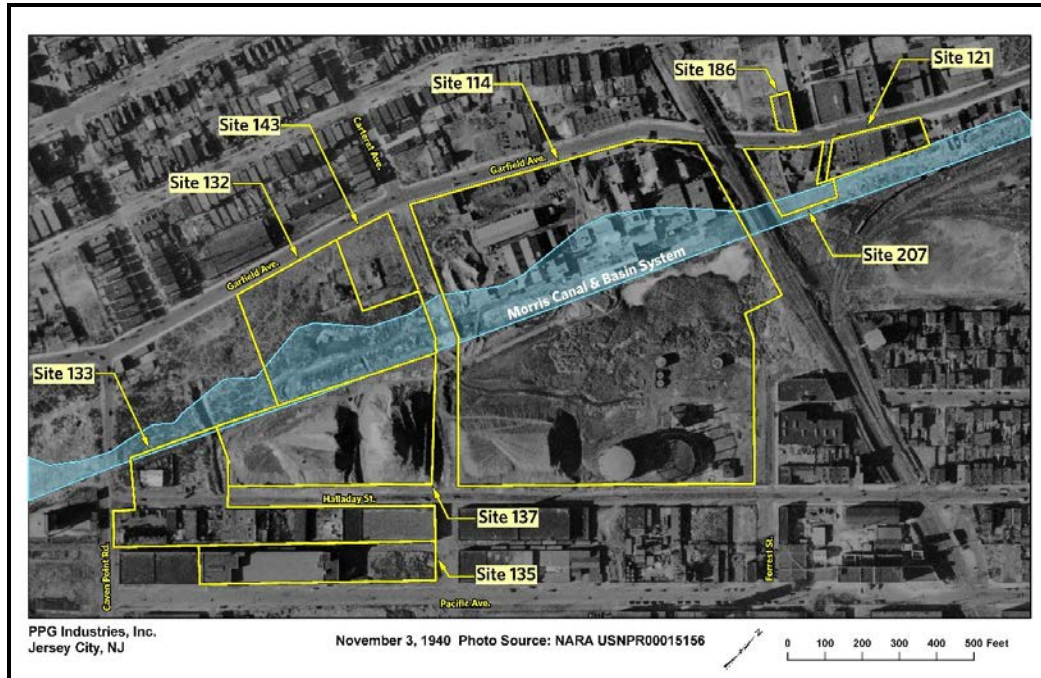 Site 186
Site 121
Site 114
Site 143
Carteret Ave.
Garfield Ave.
Site 132
Garfield Ave.
Site 207
Morris Canal & Basin System
Site 133
Halladay St.
Site 137
Caven Point Rd.
Site 135
Forrest St.
Pacific Ave.
PPG Industries, Inc.
Jersey City, NJ
November 3, 1940 Photo Source: NARA USNPR00015156
N
0 100 200 300 400 500 Feet